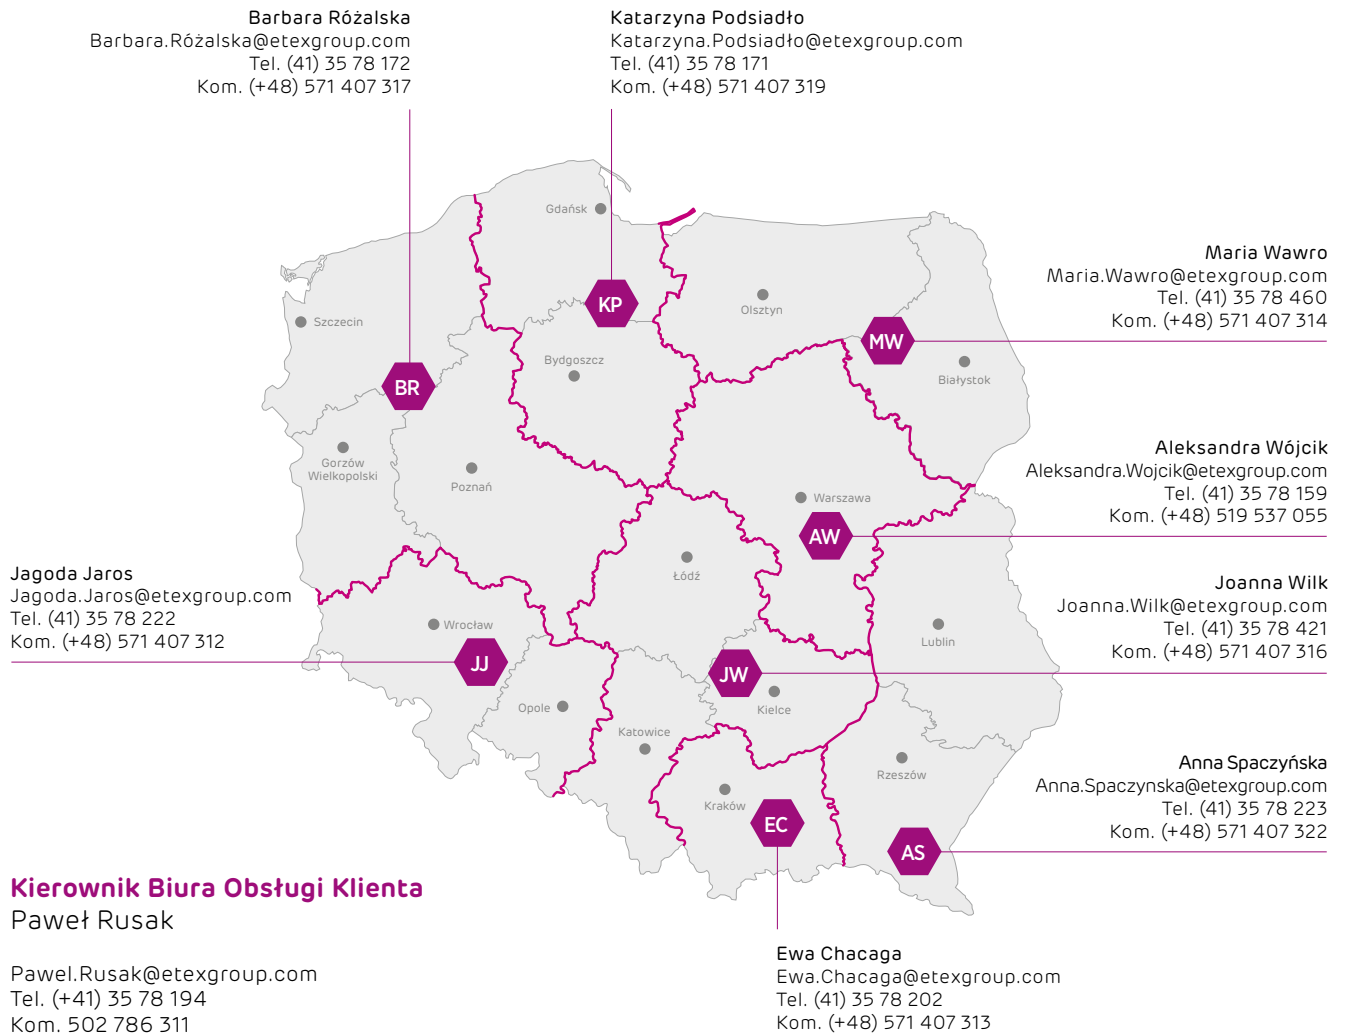 Barbara Różalska
Barbara.Różalska@etexgroup.com
Tel. (41) 35 78 172
Kom. (+48) 571 407 317
Katarzyna Podsiadło
Katarzyna.Podsiadło@etexgroup.com
Tel. (41) 35 78 171
Kom. (+48) 571 407 319
Gdańsk
Maria Wawro
Maria.Wawro@etexgroup.com
Tel. (41) 35 78 460
Kom. (+48) 571 407 314
KP
Olsztyn
Szczecin
MW
Bydgoszcz
Białystok
BR
Aleksandra Wójcik
Aleksandra.Wojcik@etexgroup.com
Tel. (41) 35 78 159
Kom. (+48) 519 537 055
Gorzów
Wielkopolski
Poznań
Warszawa
AW
Łódź
Jagoda Jaros
Jagoda.Jaros@etexgroup.com
Tel. (41) 35 78 222
Kom. (+48) 571 407 312
Joanna Wilk
Joanna.Wilk@etexgroup.com
Tel. (41) 35 78 421
Kom. (+48) 571 407 316
Wrocław
Lublin
JJ
JW
Opole
Kielce
Katowice
Rzeszów
Anna Spaczyńska
Anna.Spaczynska@etexgroup.com
Tel. (41) 35 78 223
Kom. (+48) 571 407 322
Kraków
EC
AS
Kierownik Biura Obsługi Klienta
Paweł Rusak
Pawel.Rusak@etexgroup.com
Tel. (+41) 35 78 194
Kom. 502 786 311
Ewa Chacaga
Ewa.Chacaga@etexgroup.com
Tel. (41) 35 78 202
Kom. (+48) 571 407 313